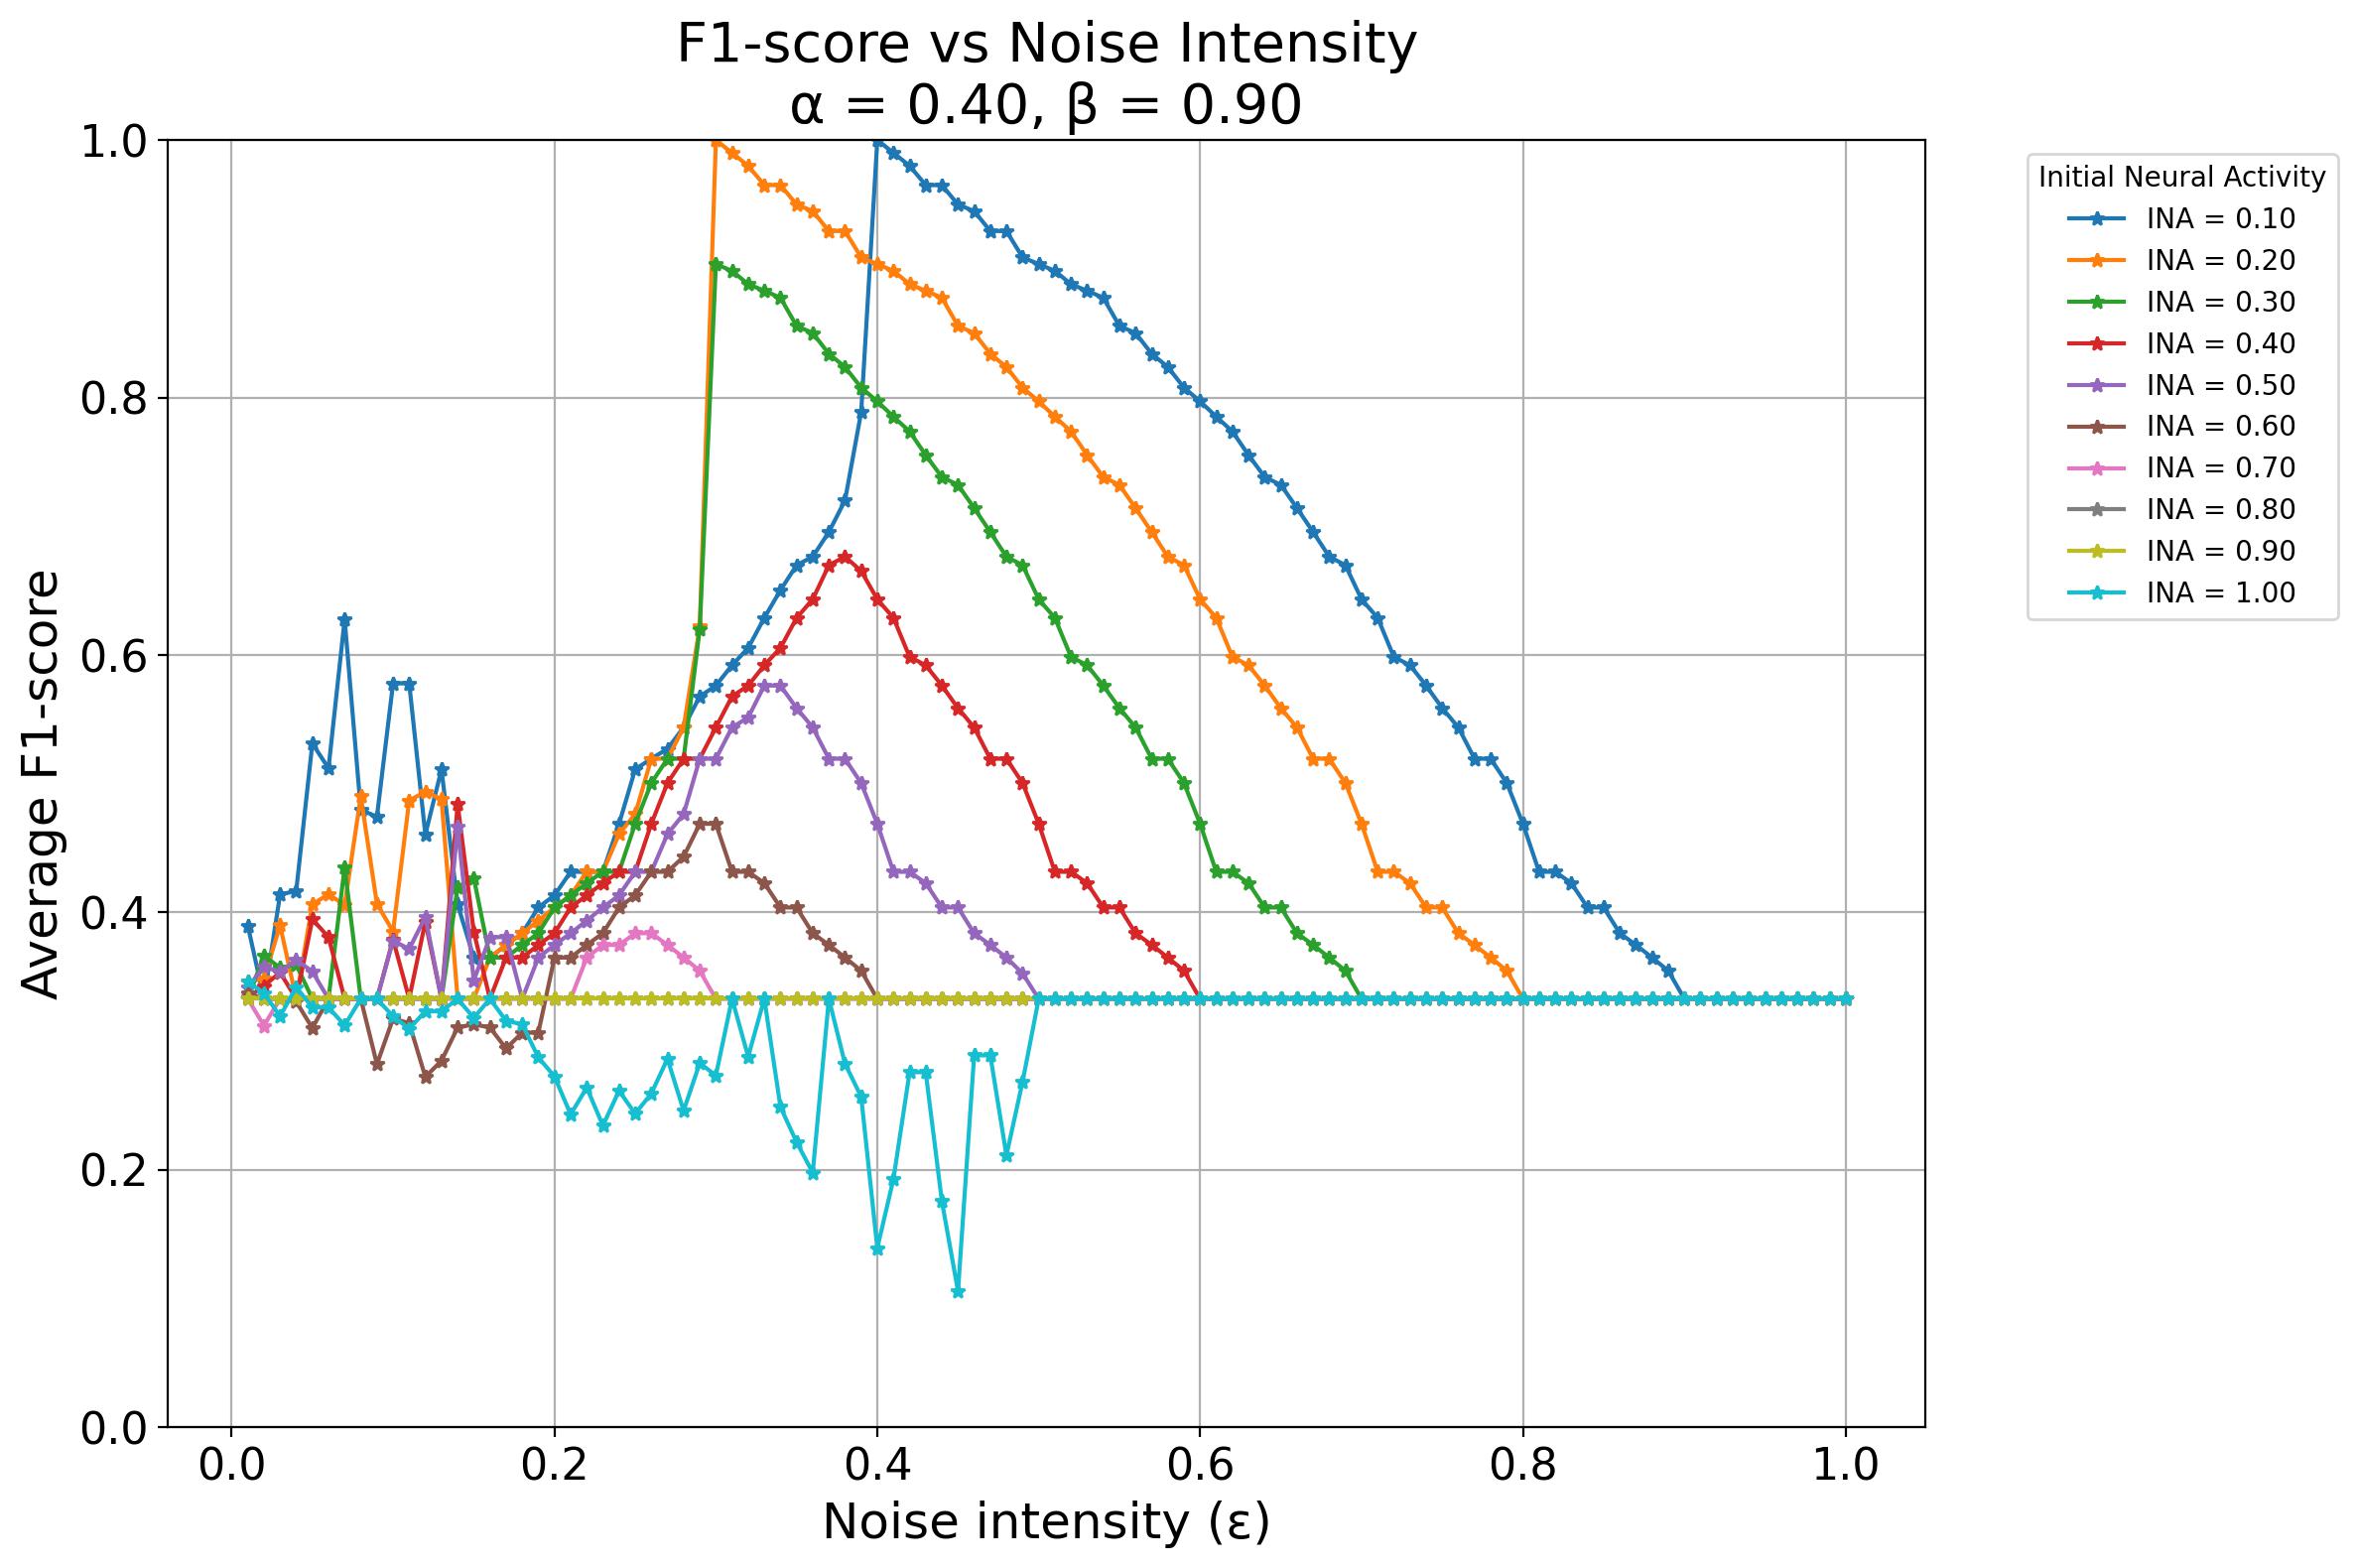 F1-score vs Noise Intensity
α = 0.40, β = 0.90
1.0
0.8
0.6
0.4
0.2
0.0
Average F1-score
0.0
0.2
0.4
0.6
0.8
1.0
Noise intensity (ε)
Initial Neural Activity
INA = 0.10
INA = 0.20
INA = 0.30
INA = 0.40
INA = 0.50
INA = 0.60
INA = 0.70
INA = 0.80
INA = 0.90
INA = 1.00